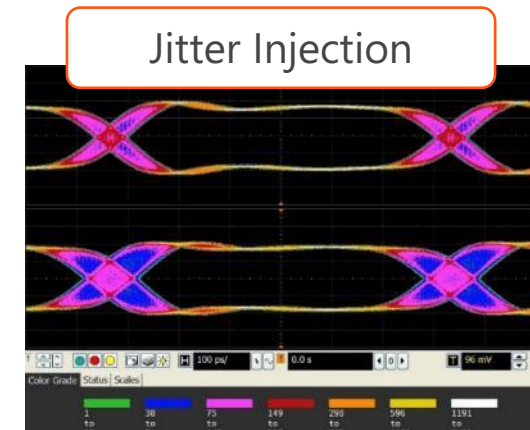 Jitter Injection
H 100 ps/ 0.0 s 0 T 96 mV
Color Grade Status Scales
1 38 75 149 298 596 1191
to to to to to to to